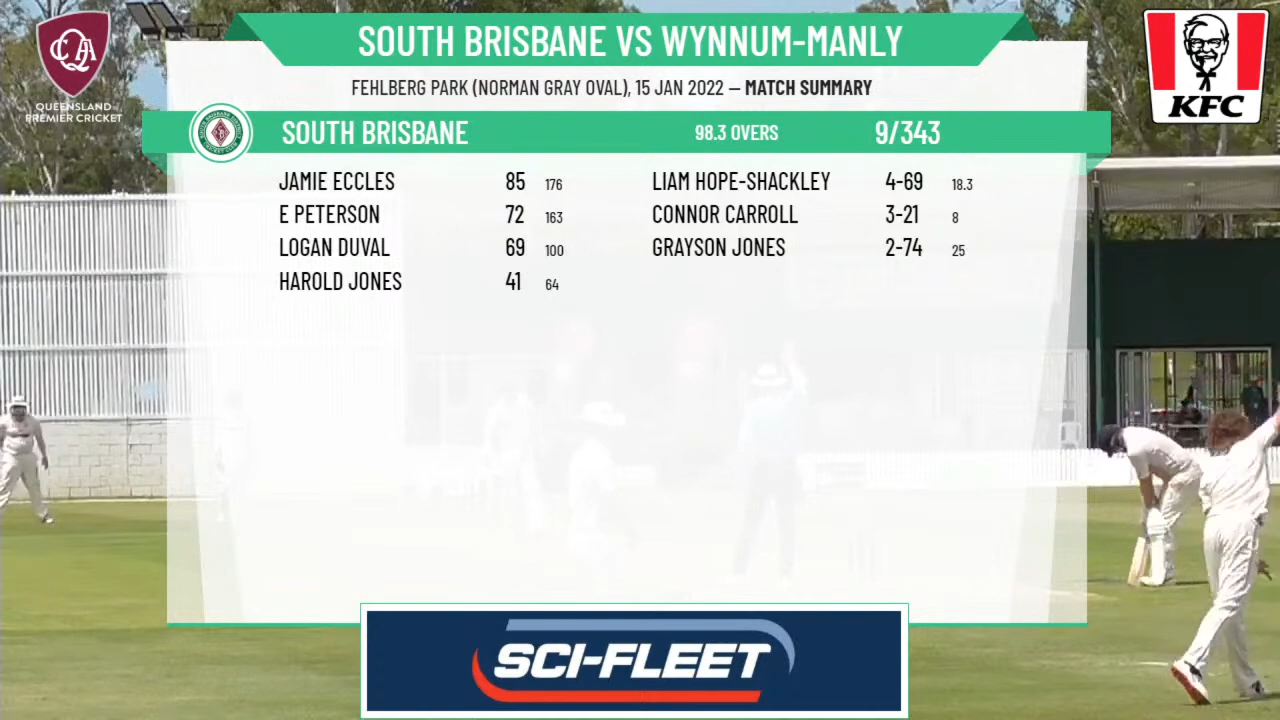 SOUTH BRISBANE VS WYNNUM-MANLY
FEHLBERG PARK (NORMAN GRAY OVAL), 15 JAN 2022 – MATCH SUMMARY
CQA
QUEENSLAND
PREMIER CRICKET
KFC
SOUTH BRISBANE 98.3 OVERS 9/343
JAMIE ECCLES 85 176 LIAM HOPE-SHACKLEY 4-69 18.3
E PETERSON 72 163 CONNOR CARROLL 3-21 8
LOGAN DUVAL 69 100 GRAYSON JONES 2-74 25
HAROLD JONES 41 64
SCI-FLEET